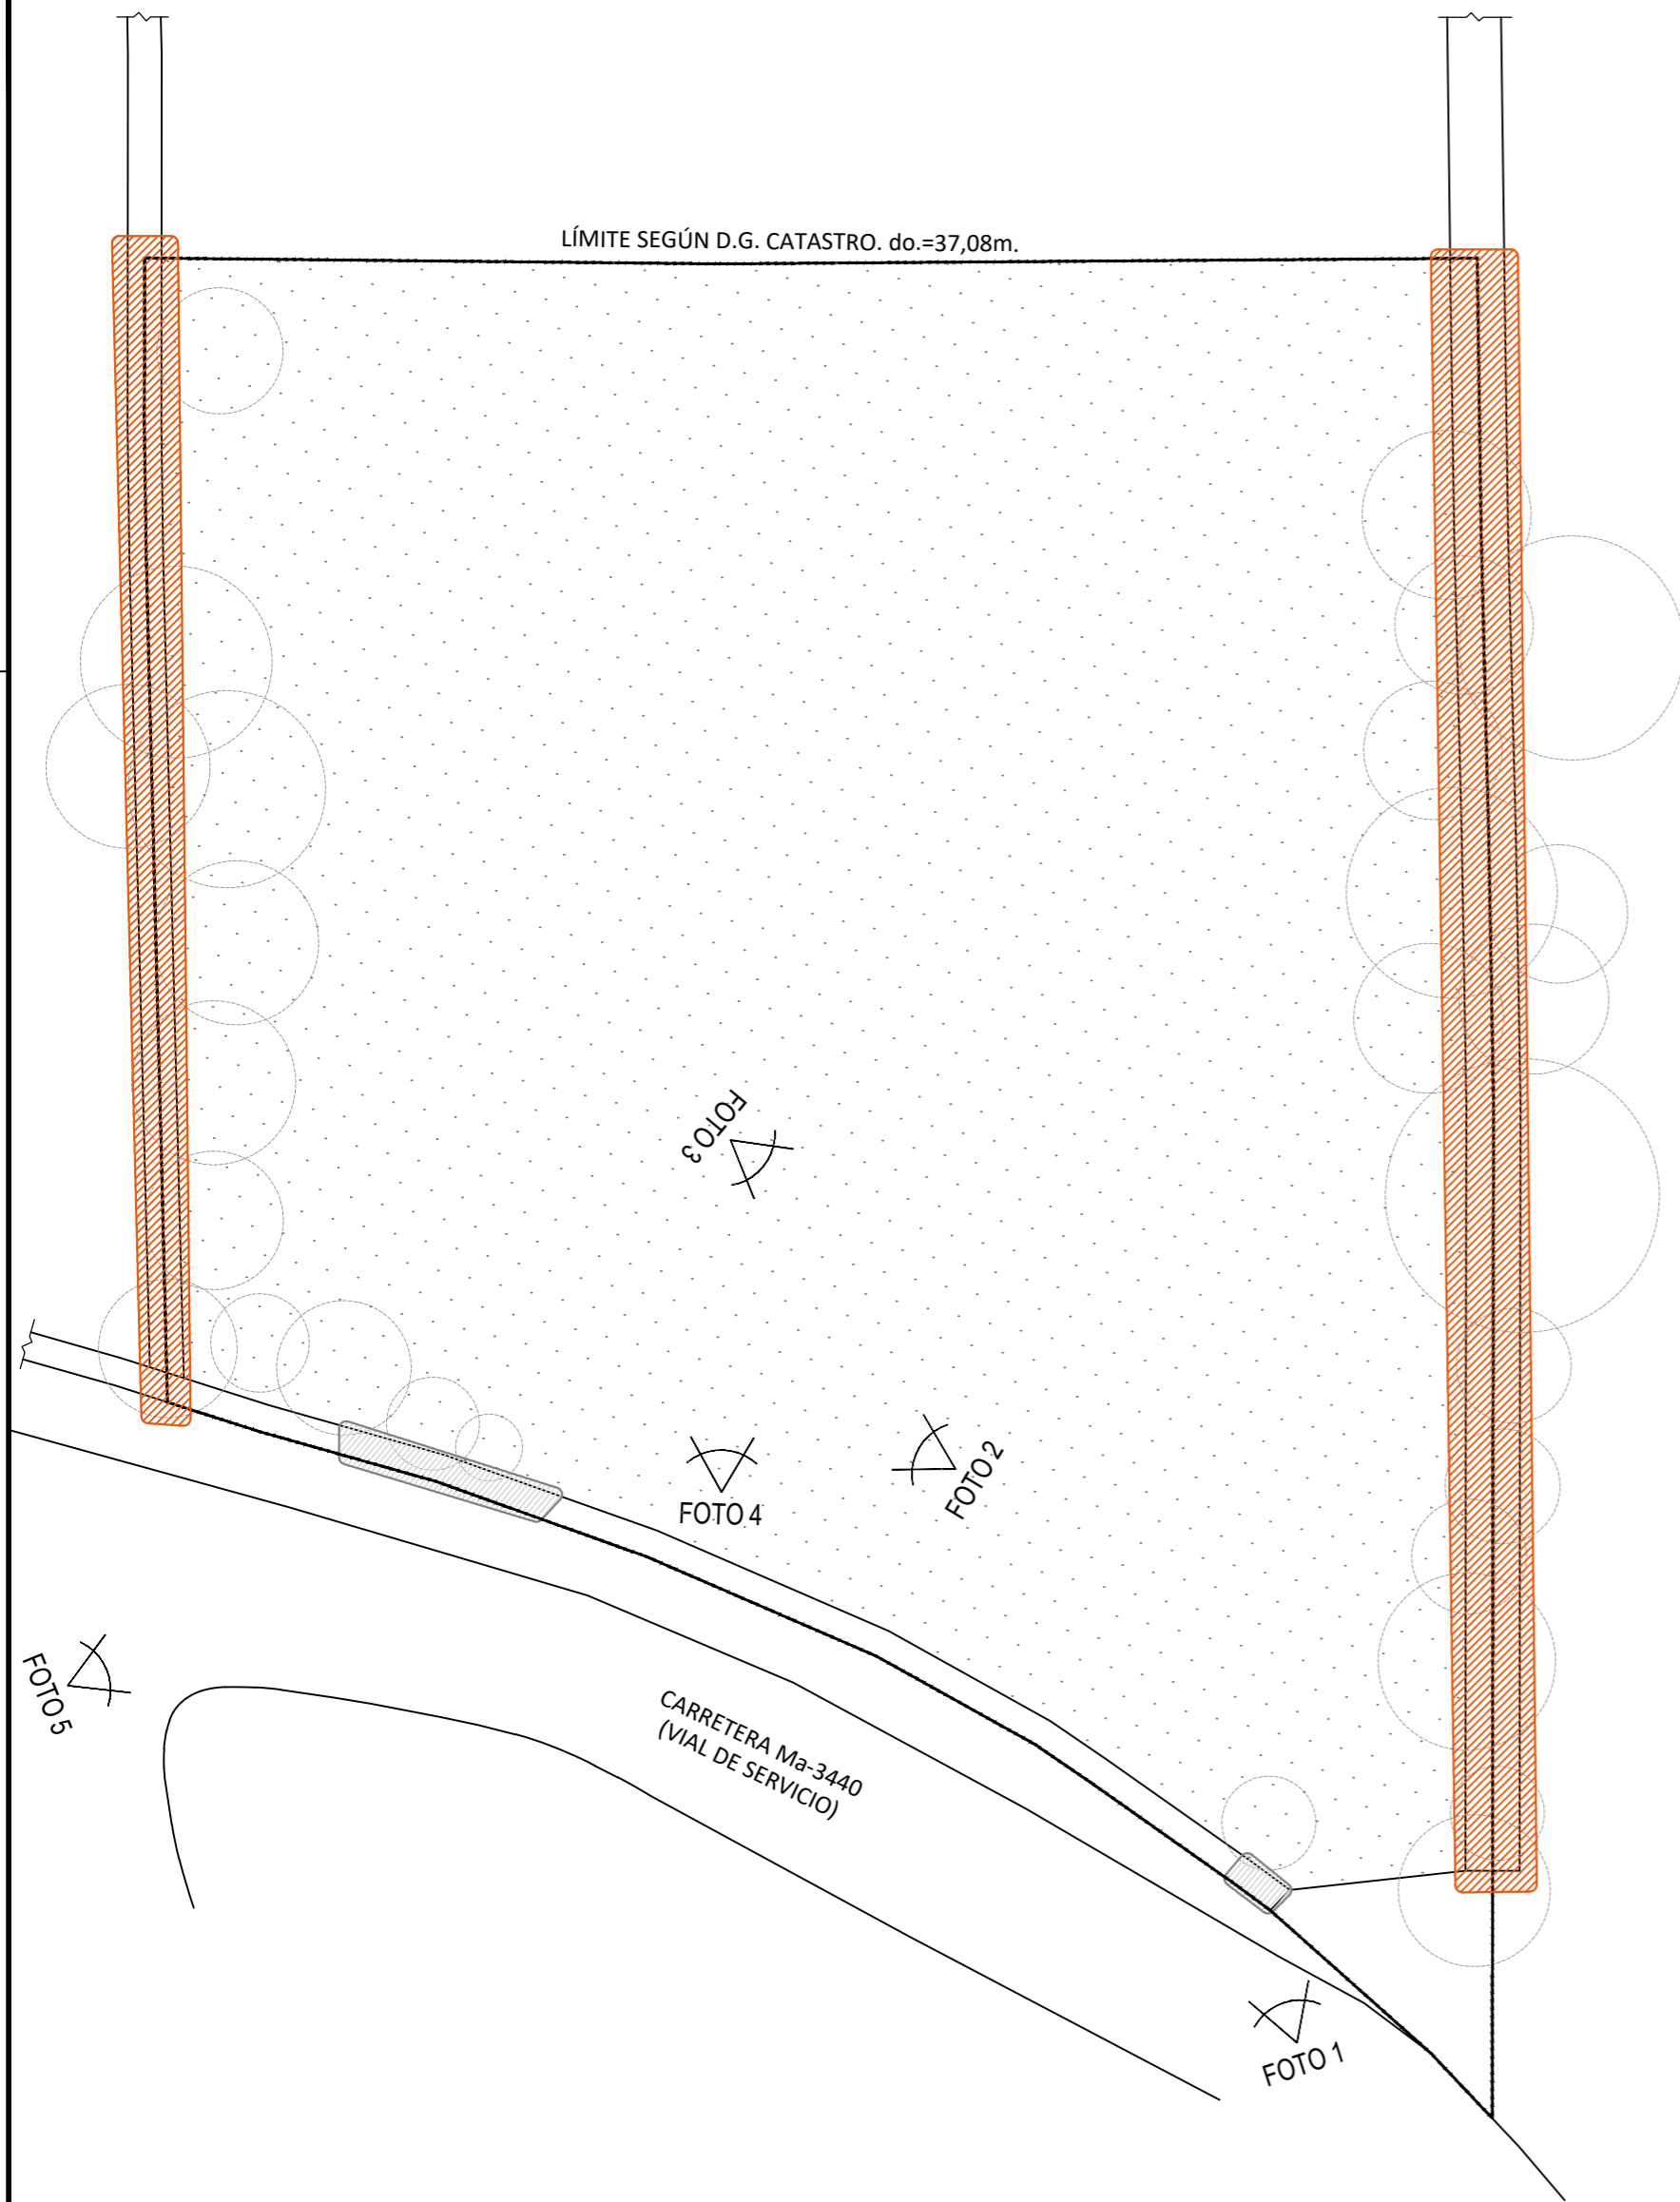 LÍMITE SEGÚN D.G. CATASTRO. do.=37,08m.
FOTO 3
FOTO 2
FOTO 4
FOTO 5
CARRETERA Ma-3440
(VIAL DE SERVICIO)
FOTO 1